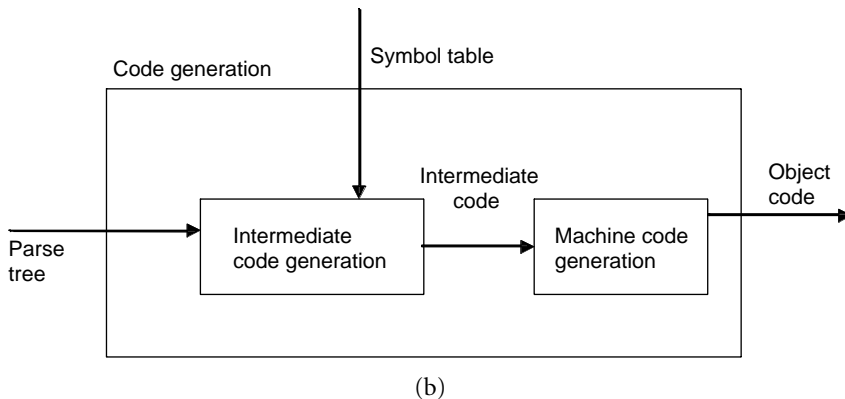 Symbol table
Code generation
Intermediate
code
Object
code
Parse
tree
Intermediate
code generation
Machine code
generation
(b)